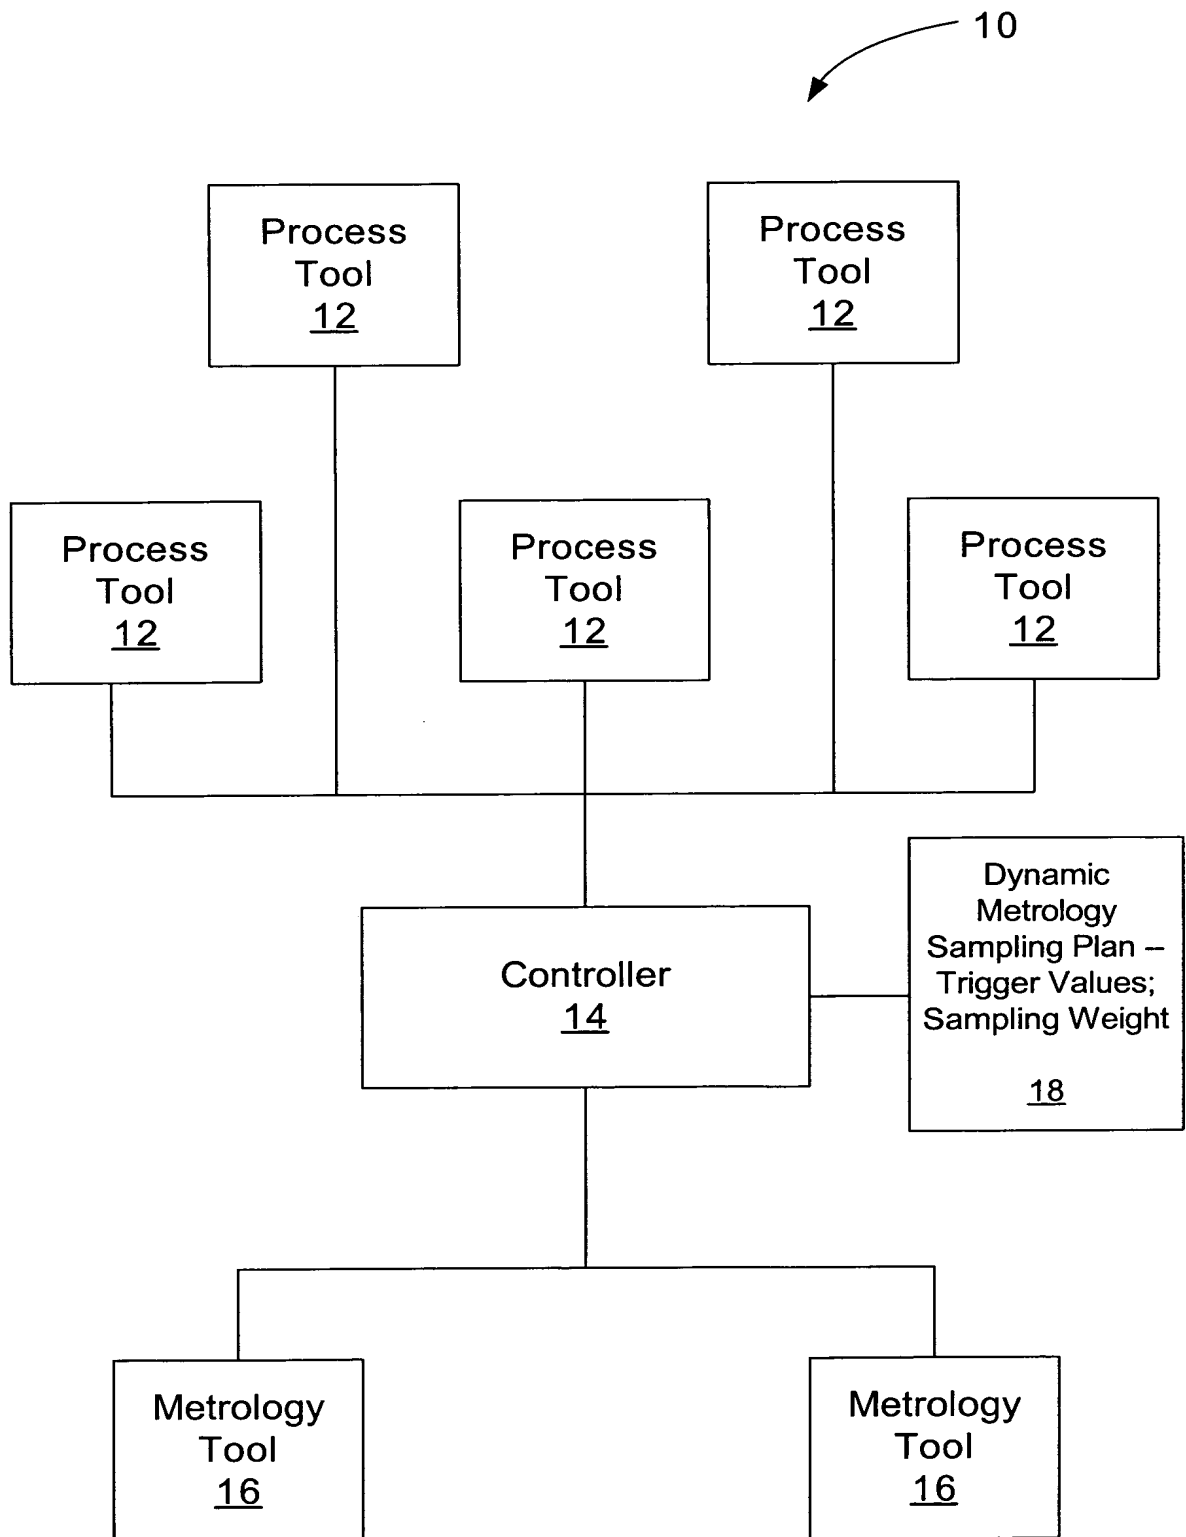 10
Process
Tool
12
Process
Tool
12
Process
Tool
12
Process
Tool
12
Process
Tool
12
Dynamic
Metrology
Sampling Plan –
Trigger Values;
Sampling Weight
18
Controller
14
Metrology
Tool
16
Metrology
Tool
16